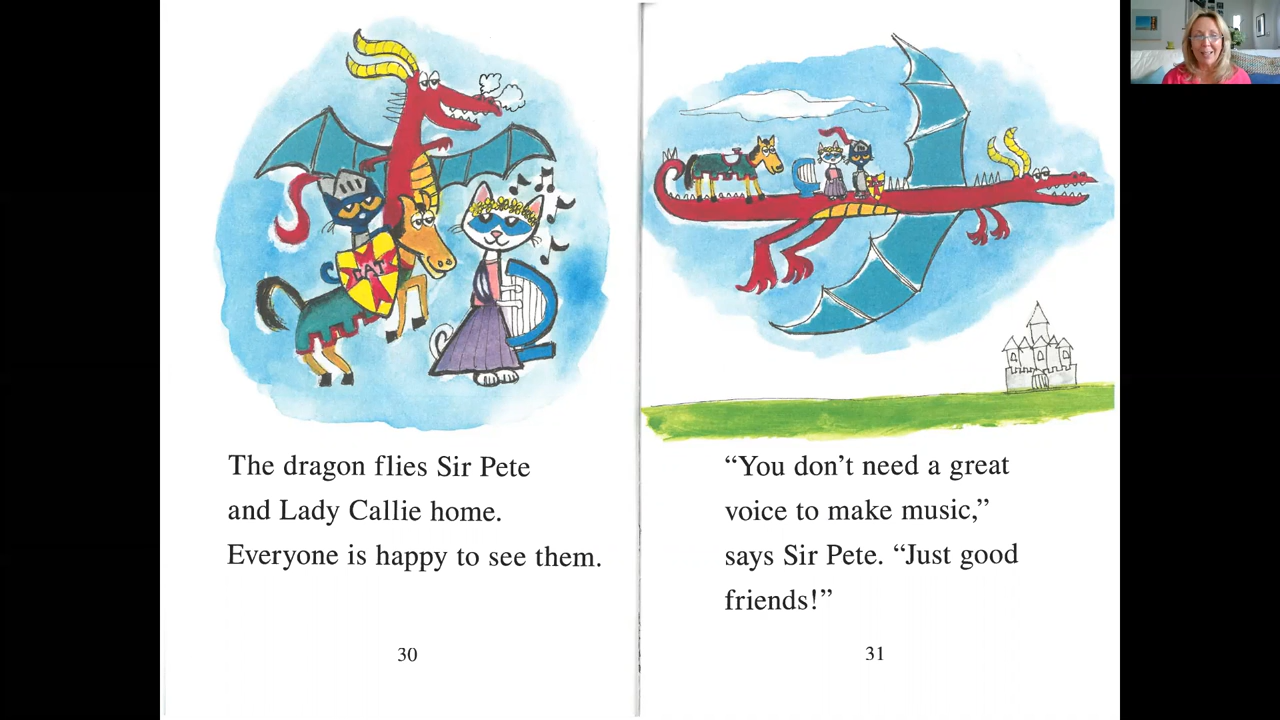 CAT
The dragon flies Sir Pete
and Lady Callie home.
Everyone is happy to see them.
30
“You don’t need a great
voice to make music,”
says Sir Pete. “Just good
friends!”
31